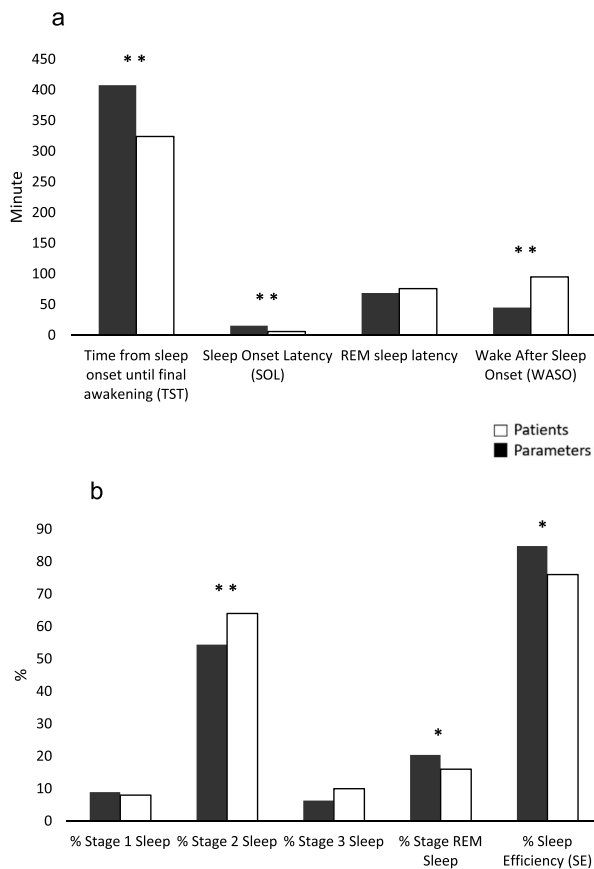 a
* *
450
400
350
300
250
200
150
100
50
0
Minute
* *
* *
Time from sleep
onset until final
awakening (TST)
Sleep Onset Latency
(SOL)
REM sleep latency
Wake After Sleep
Onset (WASO)
Patients
Parameters
b
90
80
70
60
50
40
30
20
10
0
%
* *
*
*
% Stage 1 Sleep
% Stage 2 Sleep
% Stage 3 Sleep
% Stage REM
Sleep
% Sleep
Efficiency (SE)